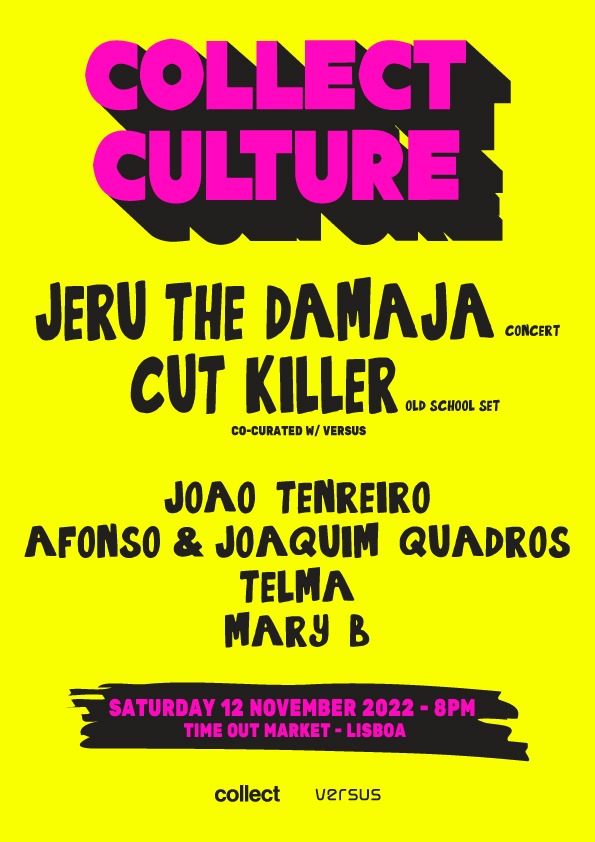 COLLECT
CULTURE
JERU THE DAMAJA CONCERT
CUT KILLER OLD SCHOOL SET
CO-CURATED W/ VERSUS
JOAO TENREIRO
AFONSO & JOAQUIM QUADROS
TELMA
MARY B
SATURDAY 12 NOVEMBER 2022 - 8PM
TIME OUT MARKET - LISBOA
collect versus